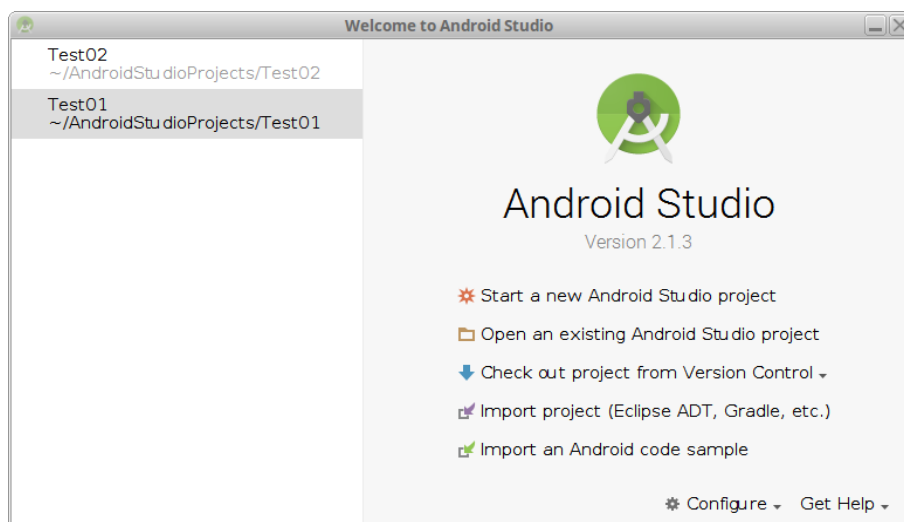 Welcome to Android Studio
Test02
~/AndroidStudioProjects/Test02
Test01
~/AndroidStudioProjects/Test01
Android Studio
Version 2.1.3
Start a new Android Studio project
Open an existing Android Studio project
Check out project from Version Control
Import project (Eclipse ADT, Gradle, etc.)
Import an Android code sample
Configure Get Help